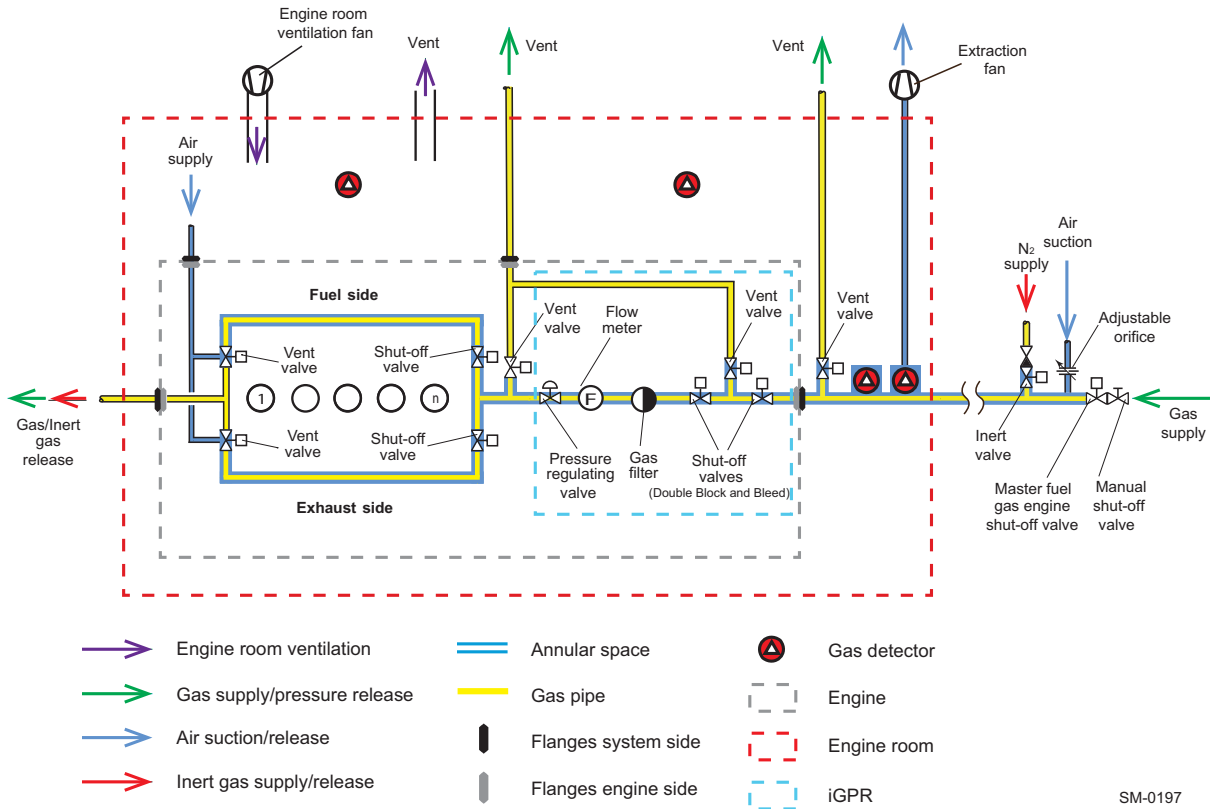 Engine room
ventilation fan
Vent
Vent
Vent
Extraction
fan
Air
supply
N2
supply
Air
suction
Adjustable
orifice
Fuel side
Vent
valve
Flow
meter
Vent
valve
Vent
valve
Vent
valve
Shut-off
valve
1
n
F
Gas/Inert
gas
release
Gas
supply
Vent
valve
Shut-off
valve
Pressure
regulating
valve
Gas
filter
Shut-off
valves
(Double Block and Bleed)
Inert
valve
Master fuel
gas engine
shut-off valve
Manual
shut-off
valve
Exhaust side
Engine room ventilation
Annular space
Gas detector
Gas supply/pressure release
Gas pipe
Engine
Air suction/release
Flanges system side
Engine room
Inert gas supply/release
Flanges engine side
iGPR
SM-0197